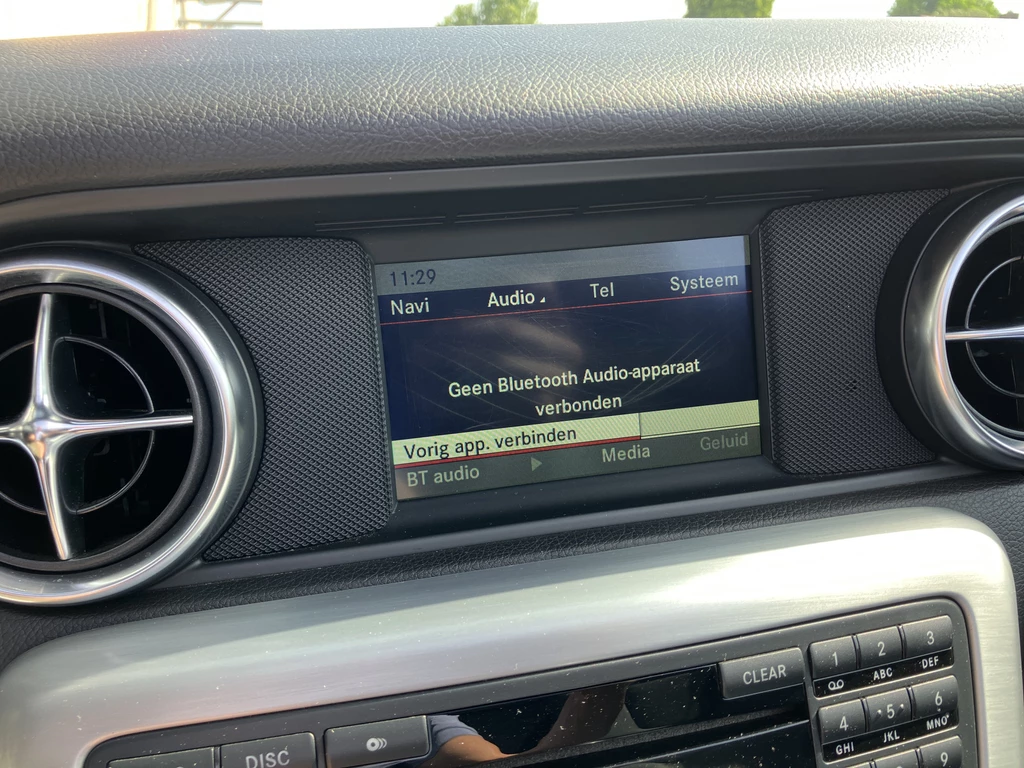 11:29
Navi Audio Tel Systeem
Geen Bluetooth Audio-apparaat
verbonden
Vorig app. verbinden
BT audio Media Geluid
CLEAR 1 2 3
ABC DEF
DISC 4 5 6
GHI JKL MNO
9